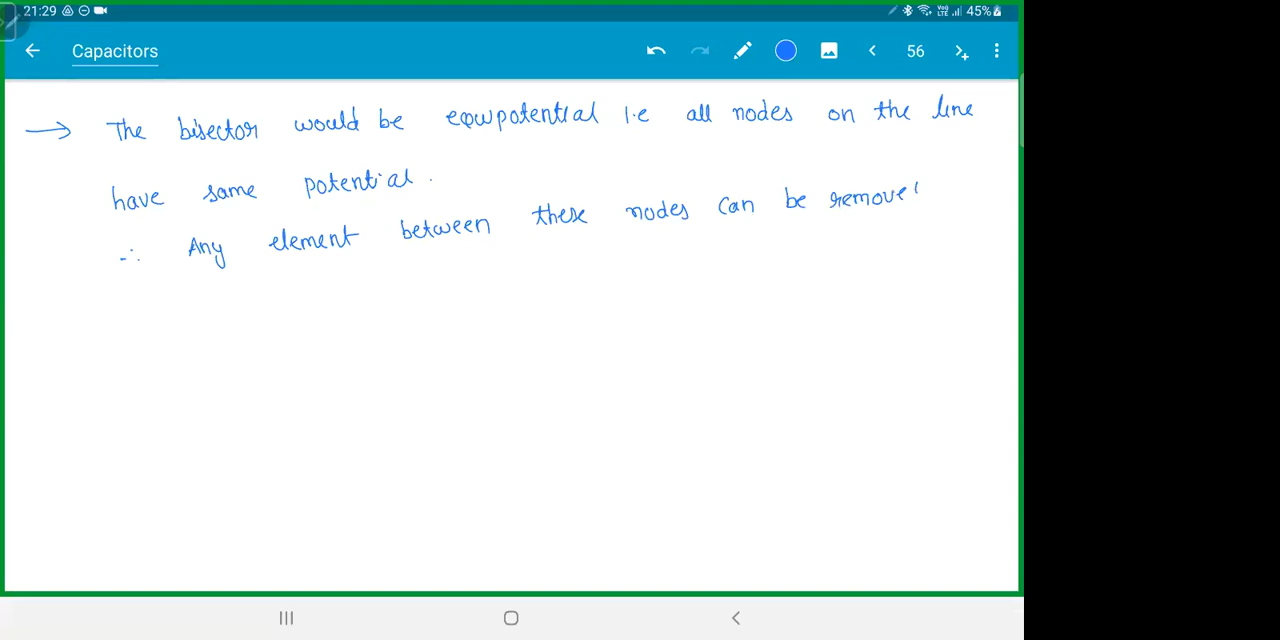 21:29
45%
Capacitors
56
→ The bisector would be equipotential i.e all nodes on the line
have same potential.
∴ Any element between these nodes can be remove